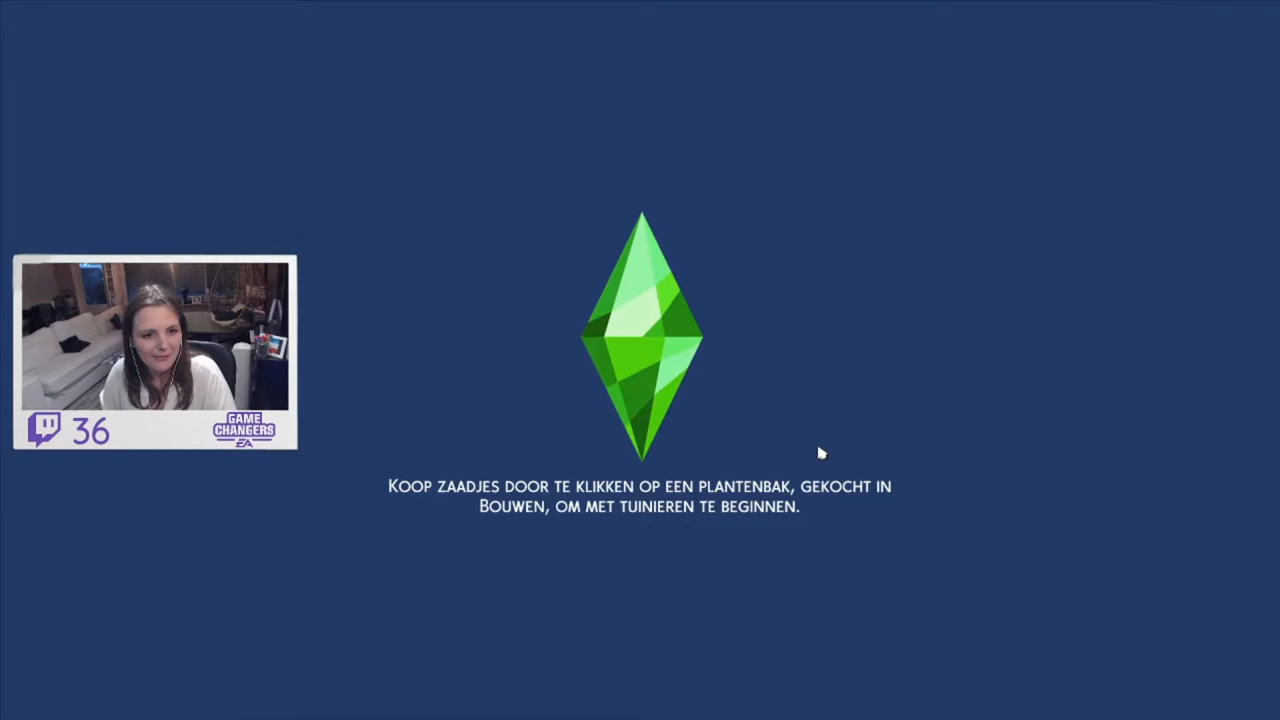 36
GAME
CHANGERS
EA
Koop zaadjes door te klikken op een plantenbak, gekocht in
Bouwen, om met tuinieren te beginnen.